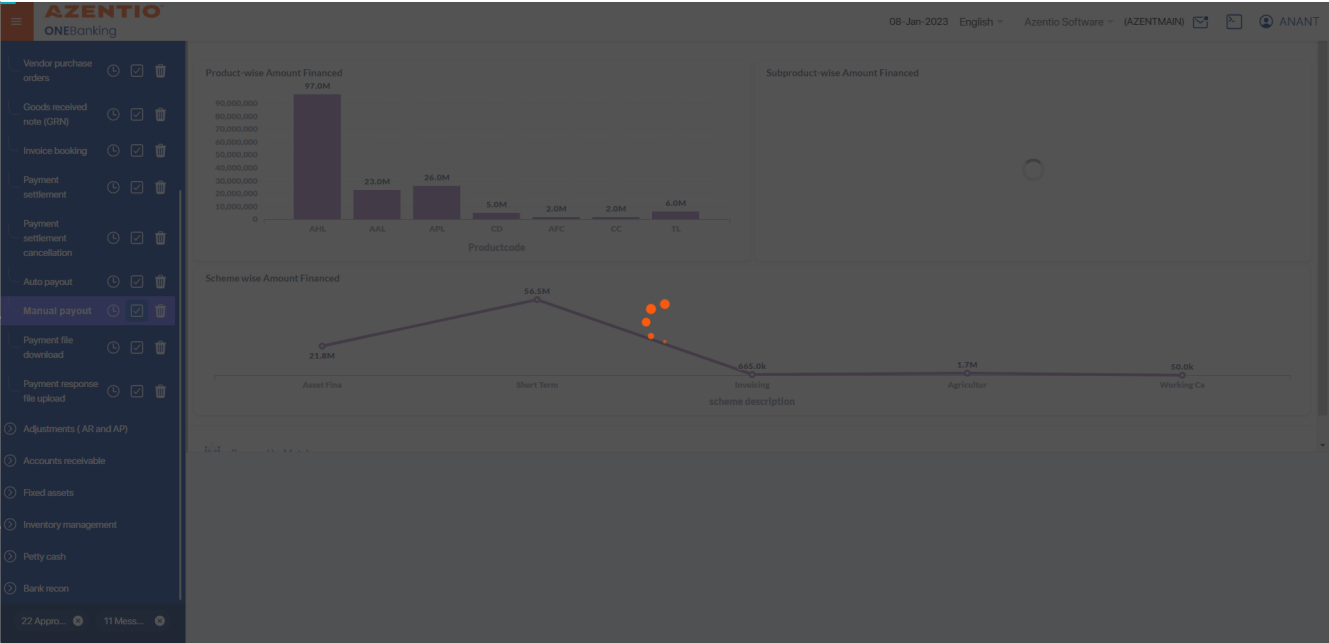 AZENTIO
ONEBanking
08-Jan-2023 English Azentio Software (AZENTMAIN) ANANT
Vendor purchase
orders
Goods received
note (GRN)
Invoice booking
Payment
settlement
Payment
settlement
cancellation
Auto payout
Manual payout
Payment file
download
Payment response
file upload
Adjustments ( AR and AP)
Accounts receivable
Fixed assets
Inventory management
Petty cash
Bank recon
22 Appro... 11 Mess...
Product-wise Amount Financed
97.0M
90,000,000
80,000,000
70,000,000
60,000,000
50,000,000
40,000,000
30,000,000
20,000,000
10,000,000
0
23.0M
26.0M
5.0M
2.0M
2.0M
6.0M
AHL AAL APL CD AFC CC TL
Productcode
Subproduct-wise Amount Financed
Scheme wise Amount Financed
21.8M
56.5M
665.0k
1.7M
50.0k
Asset Fina Short Term Invoicing Agricultur Working Ca
scheme description